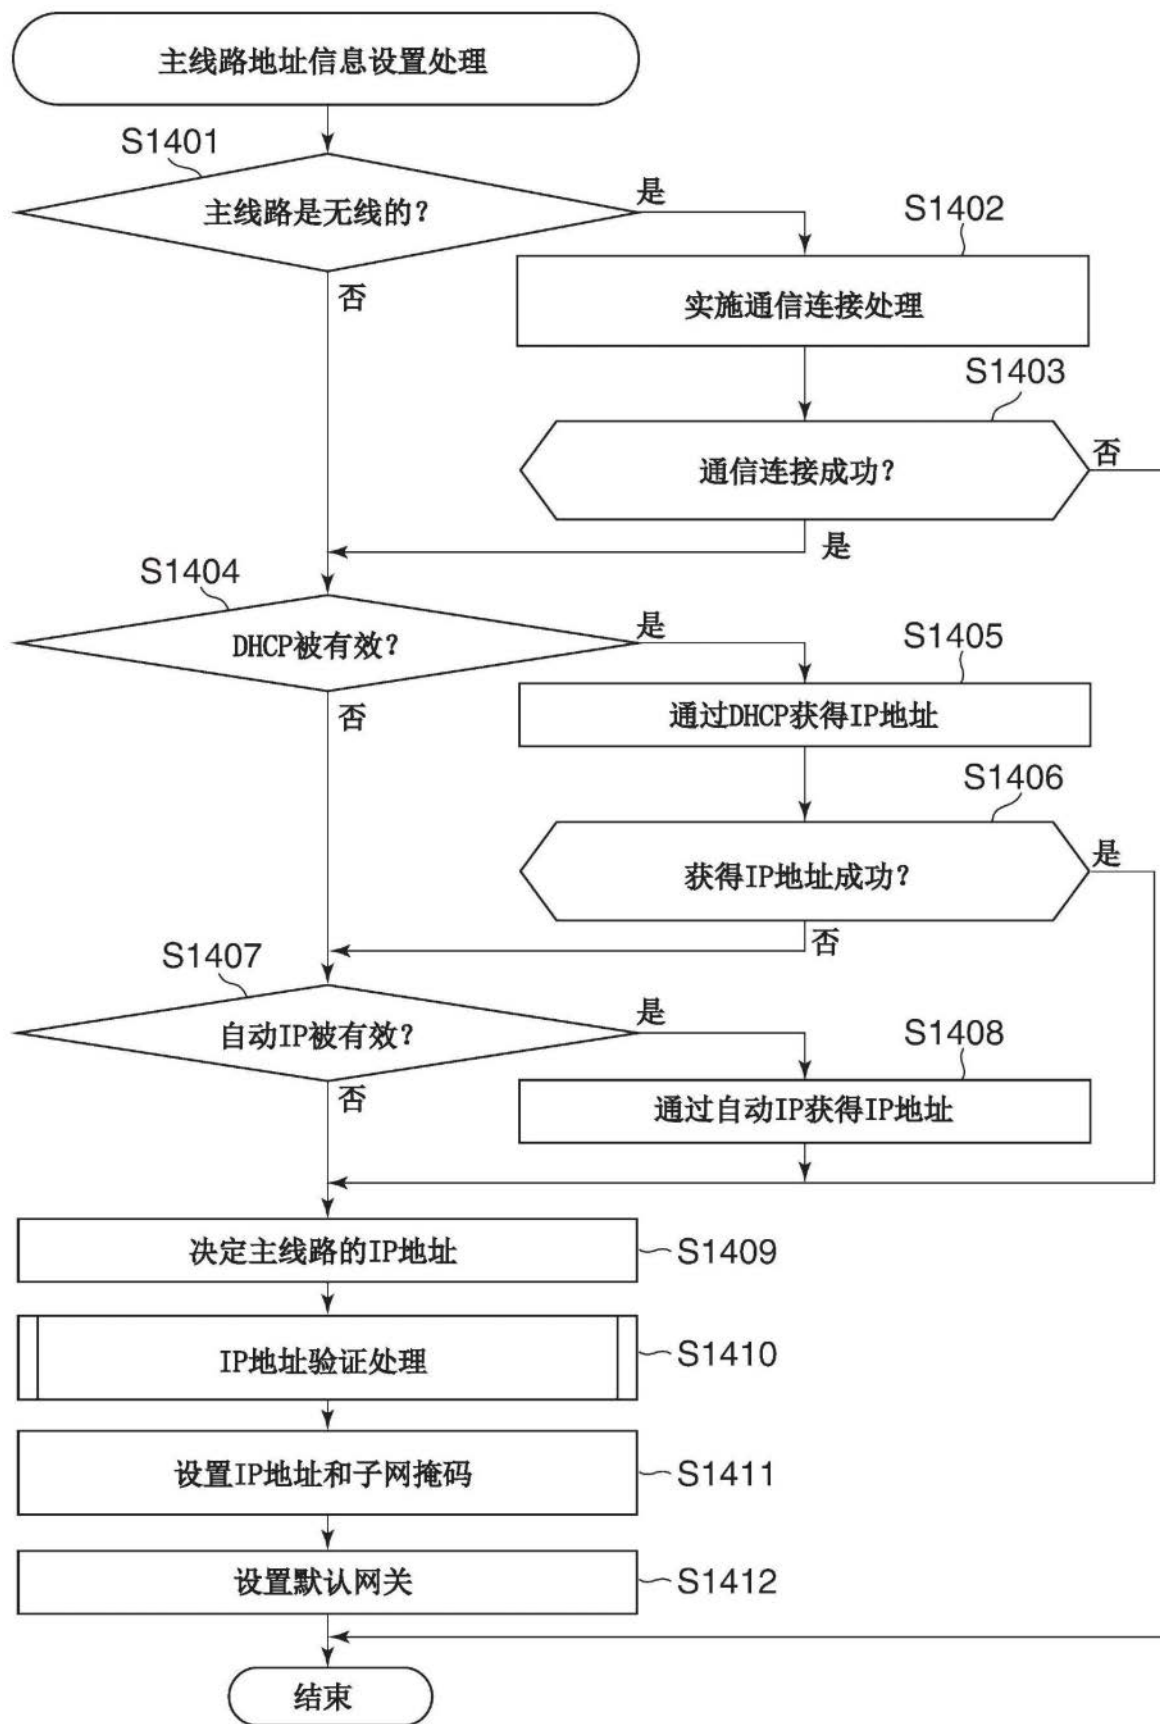 主线路地址信息设置处理
S1401
主线路是无线的?
是
否
S1402
实施通信连接处理
S1403
通信连接成功?
否
是
S1404
DHCP被有效?
是
否
S1405
通过DHCP获得IP地址
S1406
获得IP地址成功?
是
否
S1407
自动IP被有效?
是
否
S1408
通过自动IP获得IP地址
决定主线路的IP地址
S1409
IP地址验证处理
S1410
设置IP地址和子网掩码
S1411
设置默认网关
S1412
结束